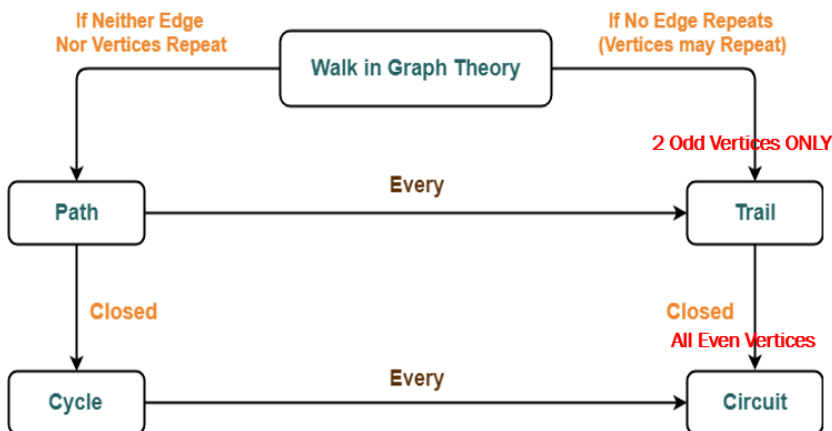 If Neither Edge
Nor Vertices Repeat
If No Edge Repeats
(Vertices may Repeat)
Walk in Graph Theory
2 Odd Vertices ONLY
Path
Every
Trail
Closed
Closed
All Even Vertices
Cycle
Every
Circuit